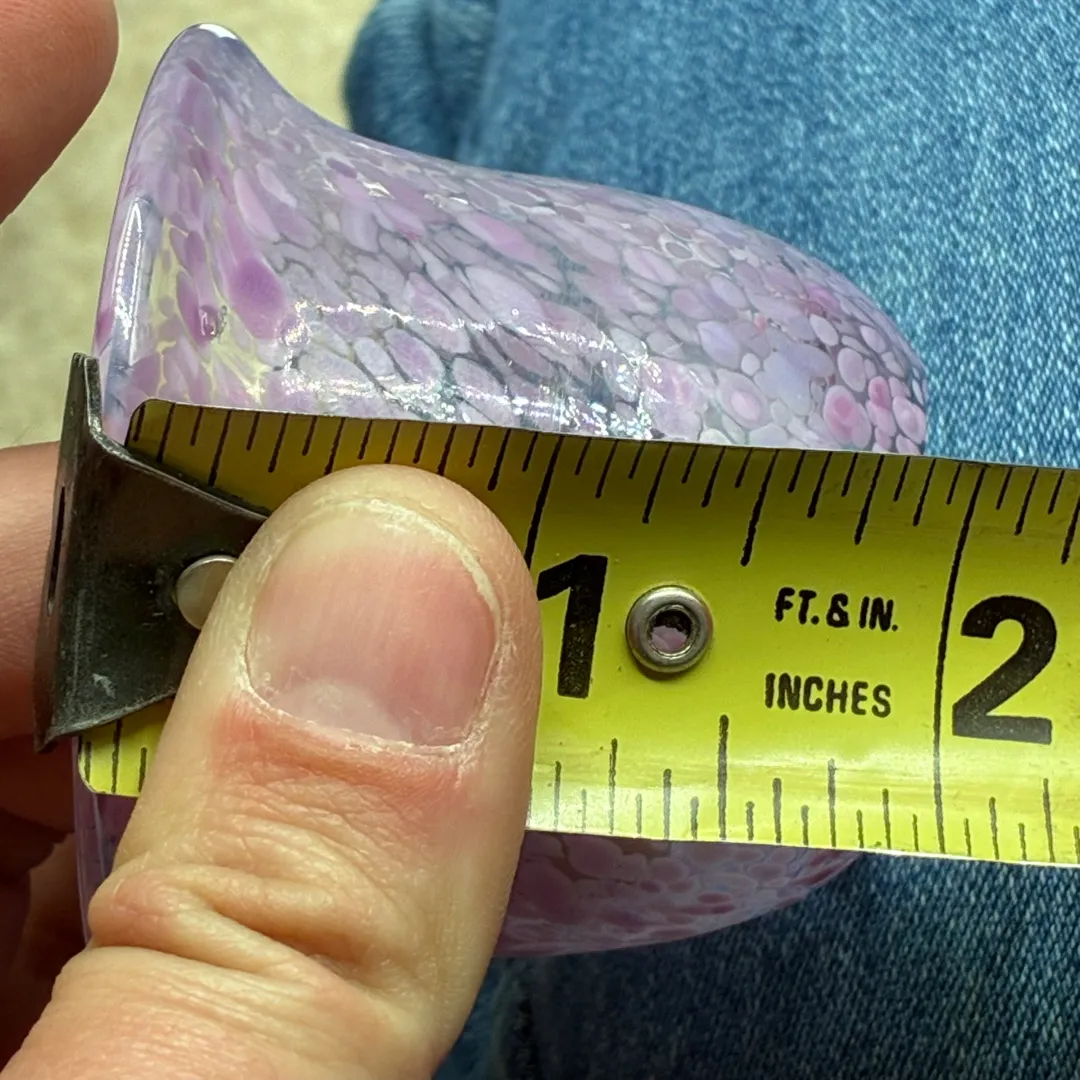 1
FT. & IN.
2
INCHES